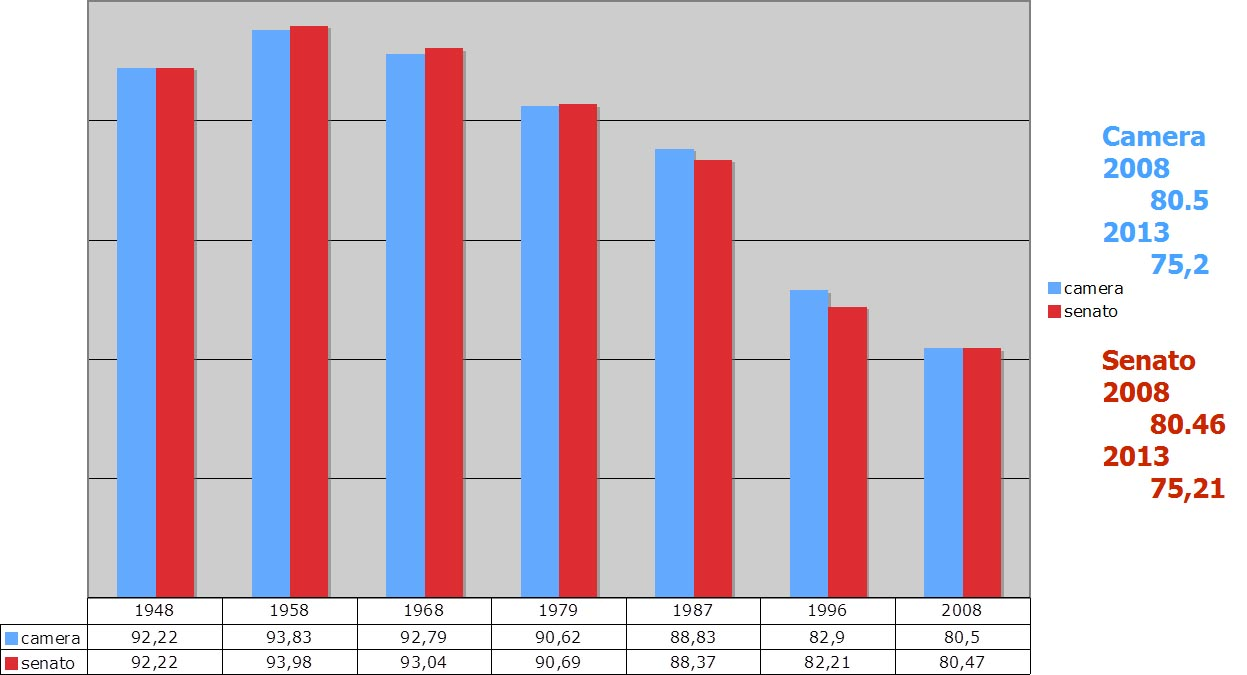 Camera
2008
80.5
2013
75,2
camera
senato
Senato
2008
80.46
2013
75,21
1948 1958 1968 1979 1987 1996 2008
camera 92,22 93,83 92,79 90,62 88,83 82,9 80,5
senato 92,22 93,98 93,04 90,69 88,37 82,21 80,47